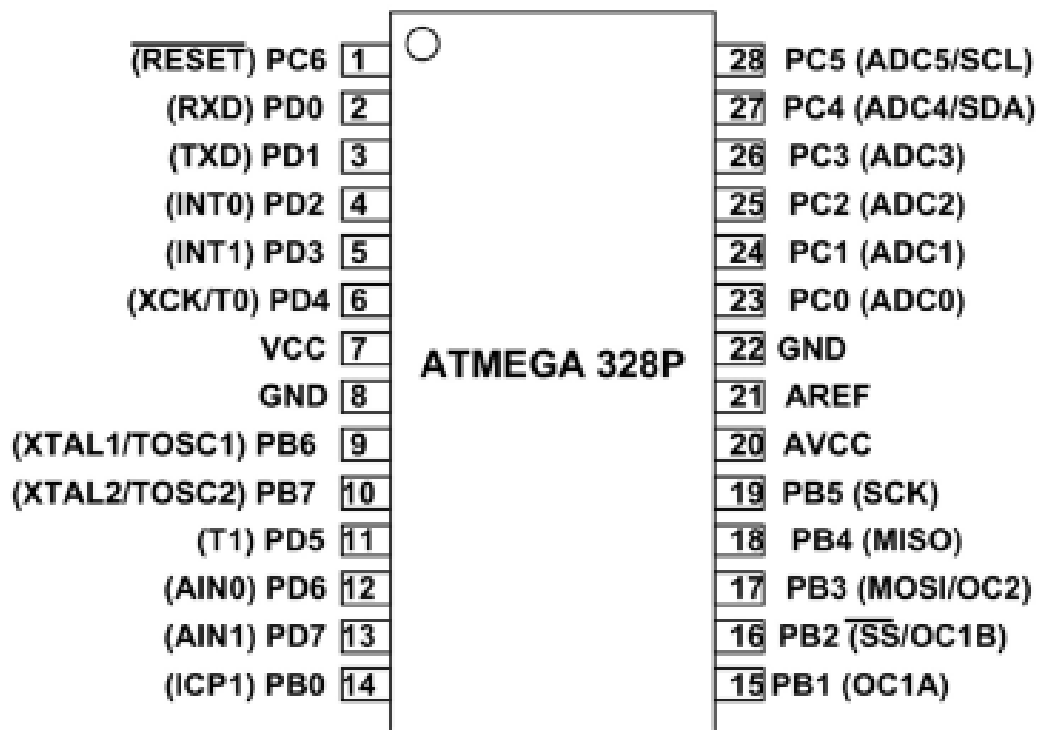 (RESET) PC6 1
(RXD) PD0 2
(TXD) PD1 3
(INT0) PD2 4
(INT1) PD3 5
(XCK/T0) PD4 6
VCC 7
GND 8
(XTAL1/TOSC1) PB6 9
(XTAL2/TOSC2) PB7 10
(T1) PD5 11
(AIN0) PD6 12
(AIN1) PD7 13
(ICP1) PB0 14
ATMEGA 328P
28 PC5 (ADC5/SCL)
27 PC4 (ADC4/SDA)
26 PC3 (ADC3)
25 PC2 (ADC2)
24 PC1 (ADC1)
23 PC0 (ADC0)
22 GND
21 AREF
20 AVCC
19 PB5 (SCK)
18 PB4 (MISO)
17 PB3 (MOSI/OC2)
16 PB2 (SS/OC1B)
15 PB1 (OC1A)